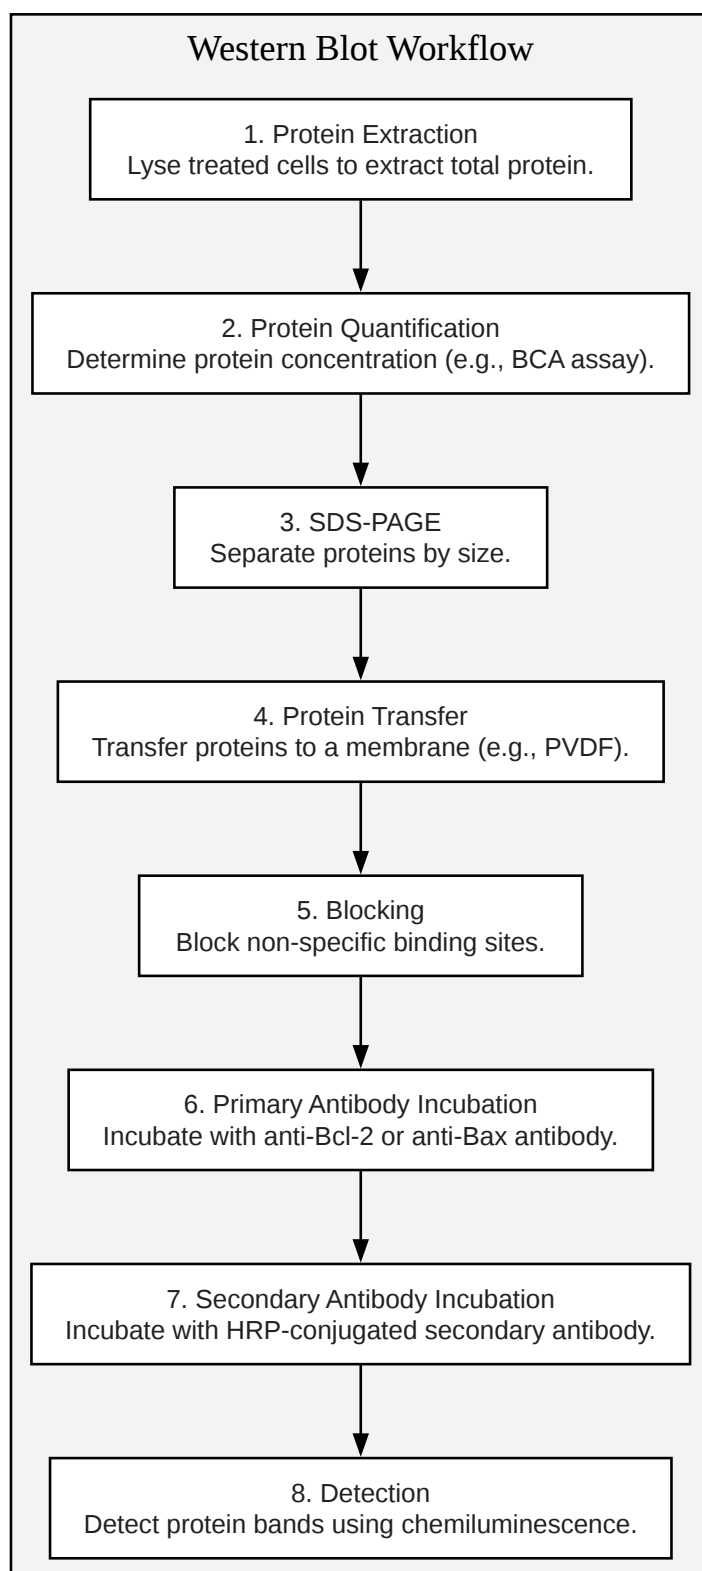 Western Blot Workflow
1. Protein Extraction
Lyse treated cells to extract total protein.
2. Protein Quantification
Determine protein concentration (e.g., BCA assay).
3. SDS-PAGE
Separate proteins by size.
4. Protein Transfer
Transfer proteins to a membrane (e.g., PVDF).
5. Blocking
Block non-specific binding sites.
6. Primary Antibody Incubation
Incubate with anti-Bcl-2 or anti-Bax antibody.
7. Secondary Antibody Incubation
Incubate with HRP-conjugated secondary antibody.
8. Detection
Detect protein bands using chemiluminescence.